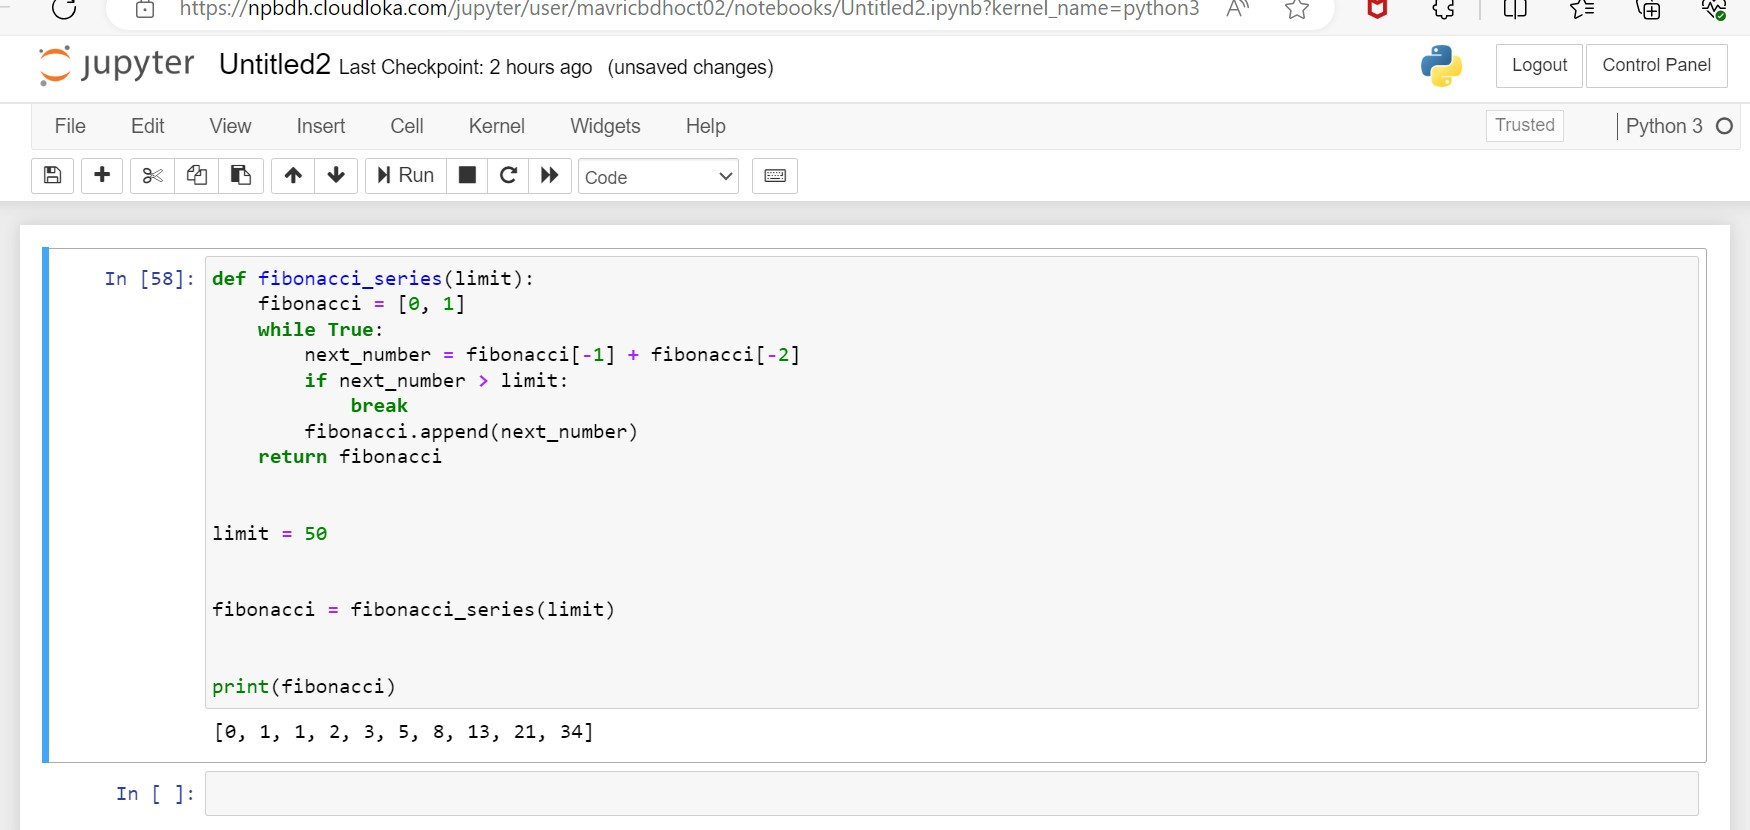 https://npbdh.cloudloka.com/jupyter/user/mavricbdhoct02/notebooks/Untitled2.ipynb?kernel_name=python3
jupyter Untitled2 Last Checkpoint: 2 hours ago (unsaved changes) Logout Control Panel
File Edit View Insert Cell Kernel Widgets Help Trusted Python 3
Run Code
In [58]: def fibonacci_series(limit):
    fibonacci = [0, 1]
    while True:
        next_number = fibonacci[-1] + fibonacci[-2]
        if next_number > limit:
            break
        fibonacci.append(next_number)
    return fibonacci
limit = 50
fibonacci = fibonacci_series(limit)
print(fibonacci)
[0, 1, 1, 2, 3, 5, 8, 13, 21, 34]
In [ ]: